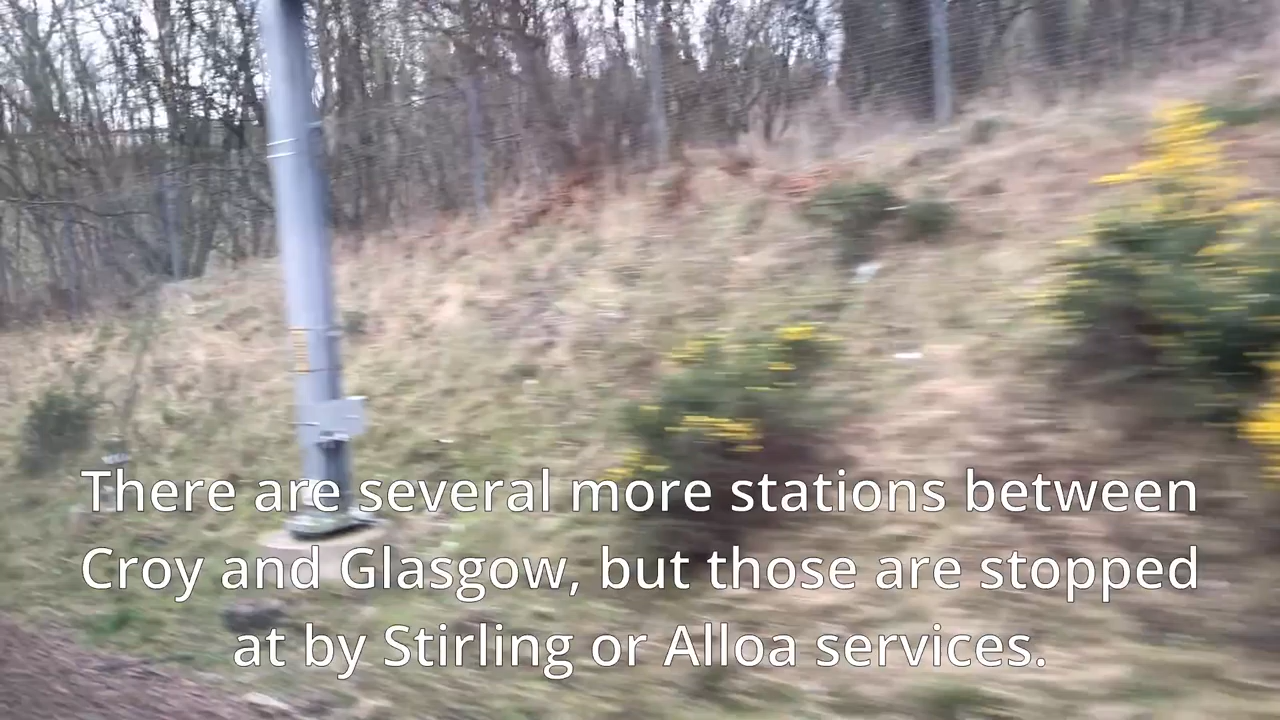 There are several more stations between
Croy and Glasgow, but those are stopped
at by Stirling or Alloa services.